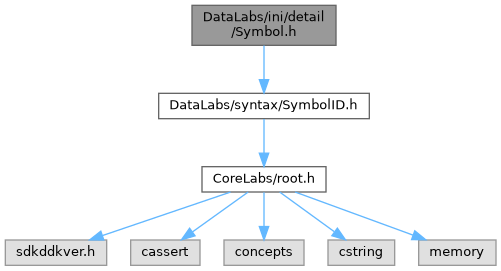 DataLabs/ini/detail
/Symbol.h
DataLabs/syntax/SymbolID.h
CoreLabs/root.h
sdkddkver.h
cassert
concepts
cstring
memory